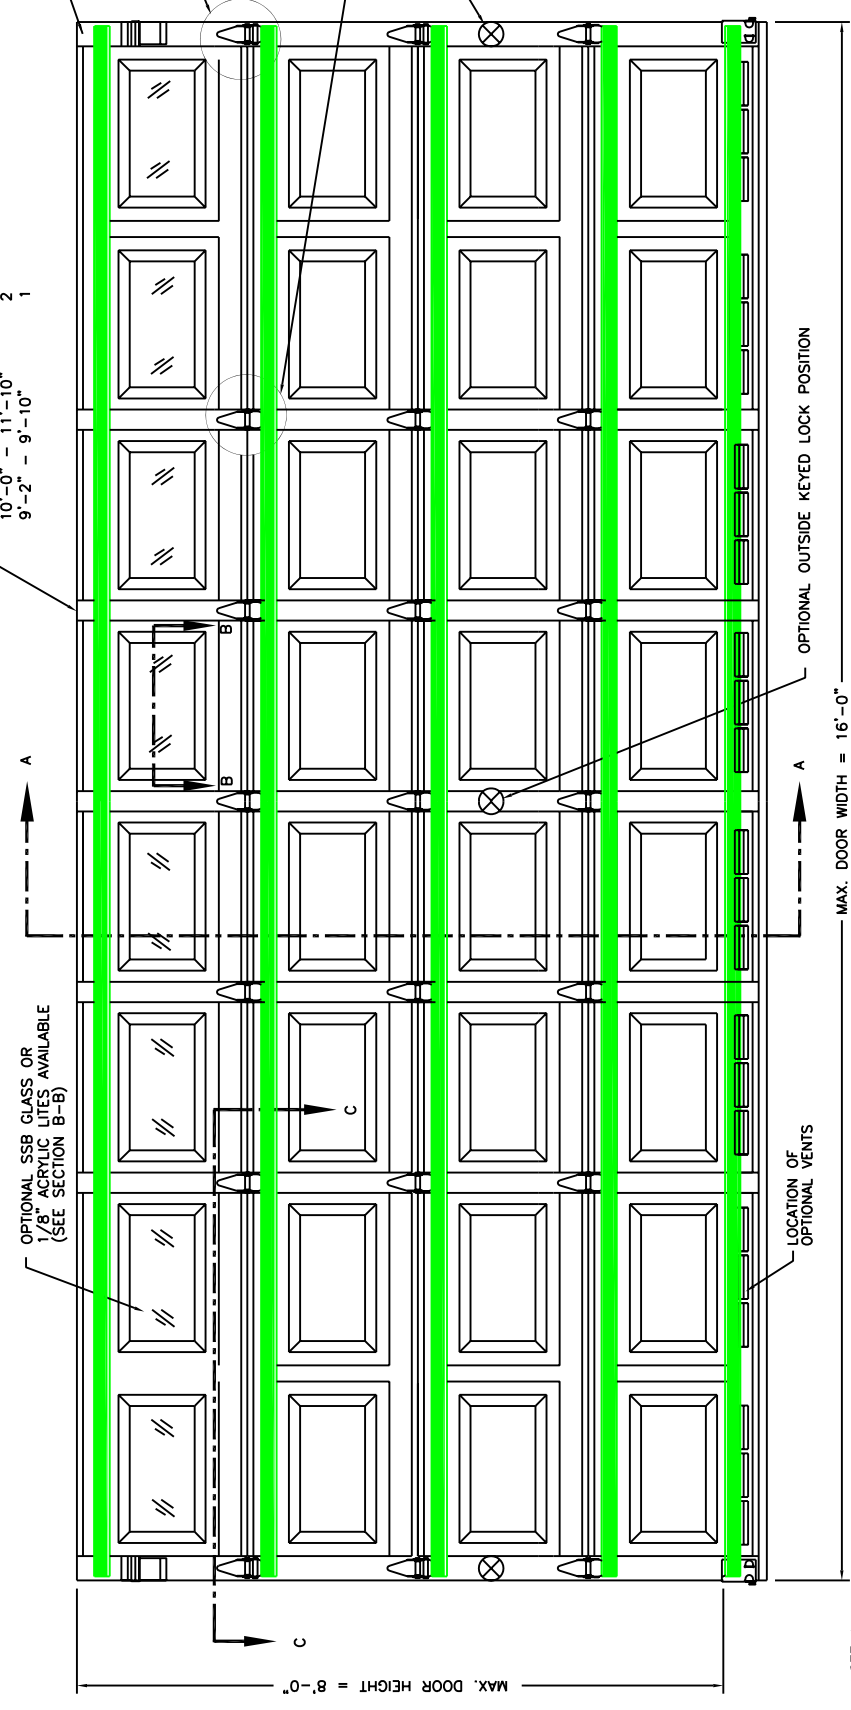 10'-0" - 11'-10" 2
9'-2" - 9'-10" 1
A
A
B
B
C
C
OPTIONAL SSB GLASS OR
1/8" ACRYLIC LITES AVAILABLE
(SEE SECTION B-B)
OPTIONAL OUTSIDE KEYED LOCK POSITION
LOCATION OF
OPTIONAL VENTS
MAX. DOOR WIDTH = 16'-0"
MAX. DOOR HEIGHT = 8'-0"